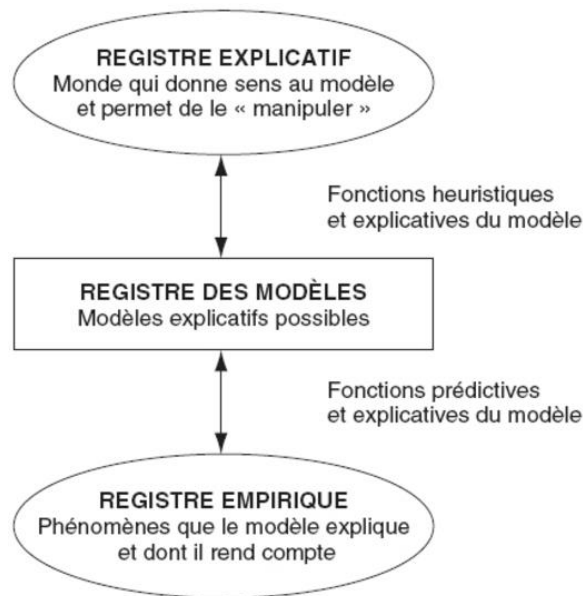 REGISTRE EXPLICATIF
Monde qui donne sens au modèle
et permet de le « manipuler »
Fonctions heuristiques
et explicatives du modèle
REGISTRE DES MODÈLES
Modèles explicatifs possibles
Fonctions prédictives
et explicatives du modèle
REGISTRE EMPIRIQUE
Phénomènes que le modèle explique
et dont il rend compte